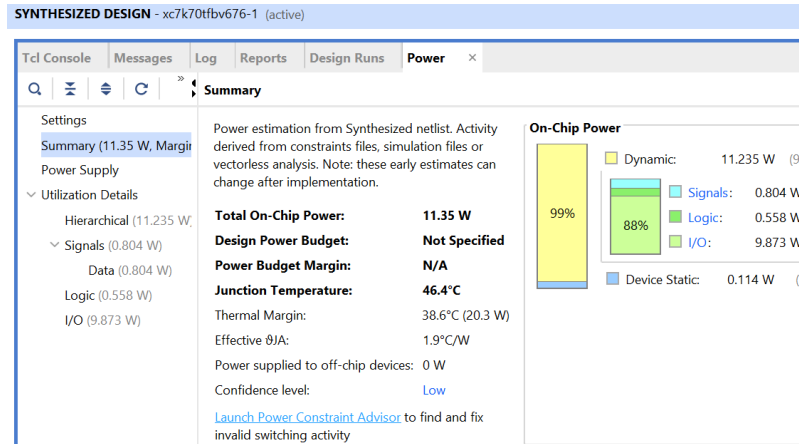 SYNTHESIZED DESIGN - xc7k70tfbv676-1 (active)
Tcl Console Messages Log Reports Design Runs Power ×
» Summary
Settings
Summary (11.35 W, Margin
Power Supply
Utilization Details
Hierarchical (11.235 W)
Signals (0.804 W)
Data (0.804 W)
Logic (0.558 W)
I/O (9.873 W)
Power estimation from Synthesized netlist. Activity
derived from constraints files, simulation files or
vectorless analysis. Note: these early estimates can
change after implementation.
Total On-Chip Power: 11.35 W
Design Power Budget: Not Specified
Power Budget Margin: N/A
Junction Temperature: 46.4°C
Thermal Margin: 38.6°C (20.3 W)
Effective ϑJA: 1.9°C/W
Power supplied to off-chip devices: 0 W
Confidence level: Low
Launch Power Constraint Advisor to find and fix
invalid switching activity
On-Chip Power
99%
Dynamic: 11.235 W (9
88%
Signals: 0.804 W
Logic: 0.558 W
I/O: 9.873 W
Device Static: 0.114 W (